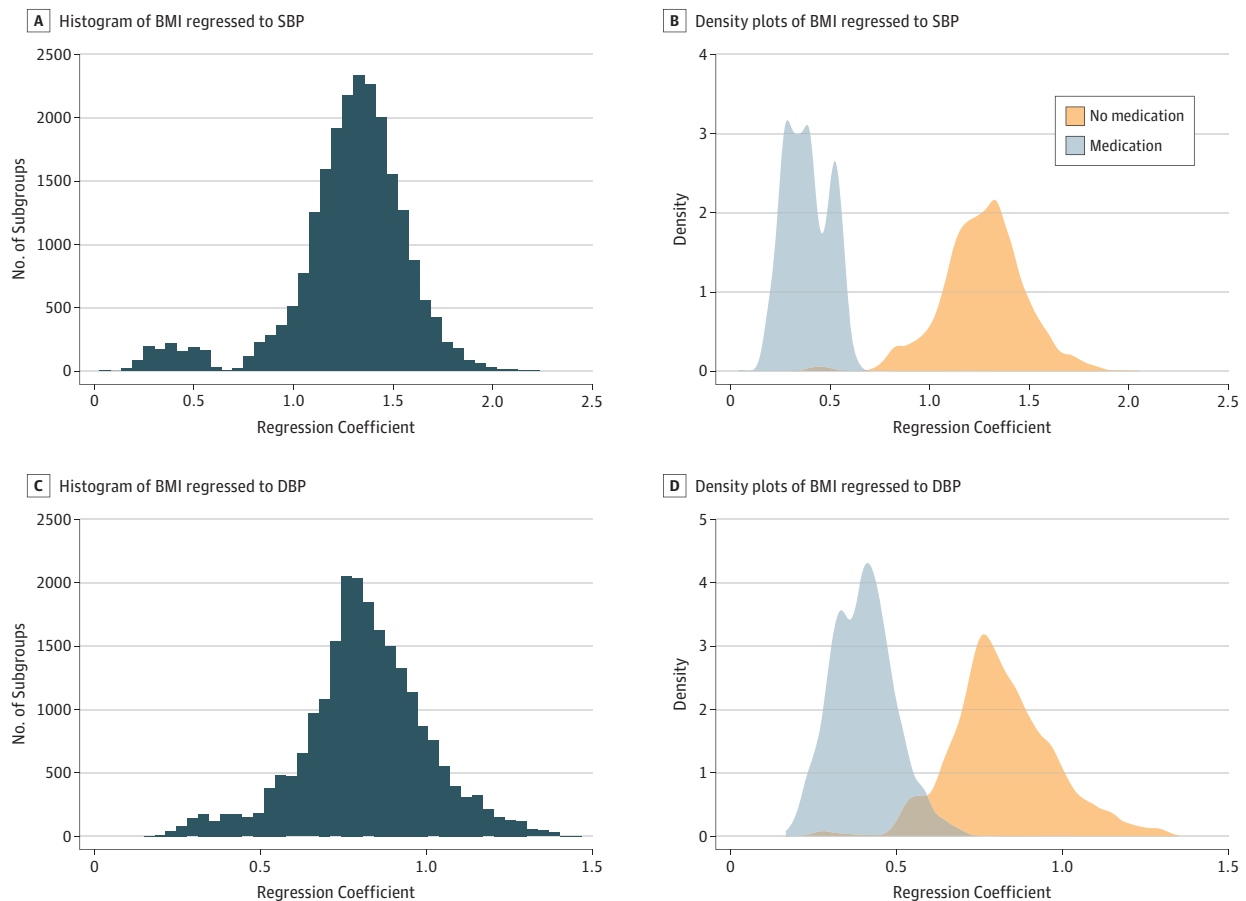 A Histogram of BMI regressed to SBP
2500
2000
1500
1000
500
0
No. of Subgroups
0 0.5 1.0 1.5 2.0 2.5
Regression Coefficient
B Density plots of BMI regressed to SBP
4
3
2
1
0
Density
No medication
Medication
0 0.5 1.0 1.5 2.0 2.5
Regression Coefficient
C Histogram of BMI regressed to DBP
2500
2000
1500
1000
500
0
No. of Subgroups
0 0.5 1.0 1.5
Regression Coefficient
D Density plots of BMI regressed to DBP
5
4
3
2
1
0
Density
0 0.5 1.0 1.5
Regression Coefficient